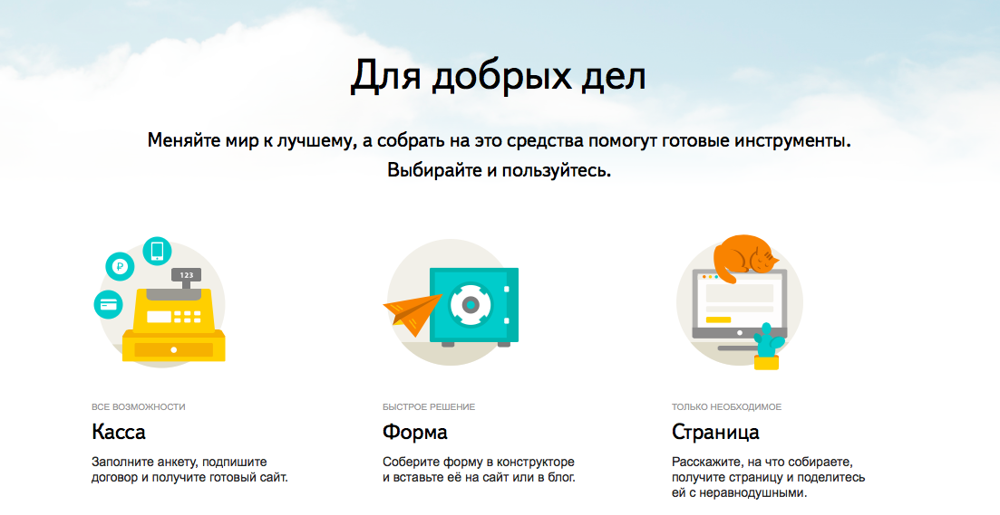 Для добрых дел
Меняйте мир к лучшему, а собрать на это средства помогут готовые инструменты.
Выбирайте и пользуйтесь.
₽
123
ВСЕ ВОЗМОЖНОСТИ
Касса
Заполните анкету, подпишите
договор и получите готовый сайт.
БЫСТРОЕ РЕШЕНИЕ
Форма
Соберите форму в конструкторе
и вставьте её на сайт или в блог.
ТОЛЬКО НЕОБХОДИМОЕ
Страница
Расскажите, на что собираете,
получите страницу и поделитесь
ей с неравнодушными.